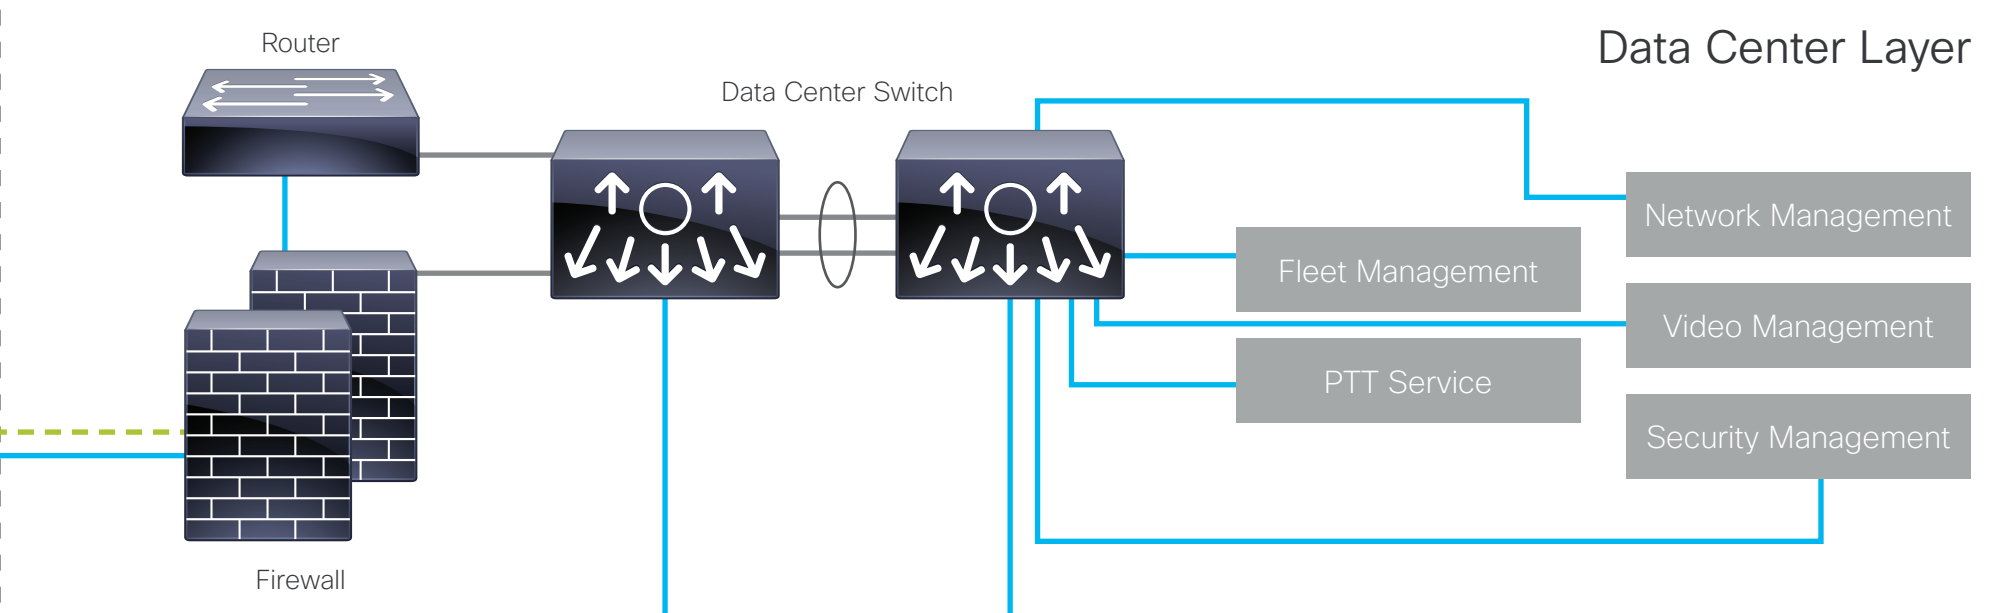 Data Center Layer
Router
Data Center Switch
Network Management
Fleet Management
Video Management
PTT Service
Security Management
Firewall